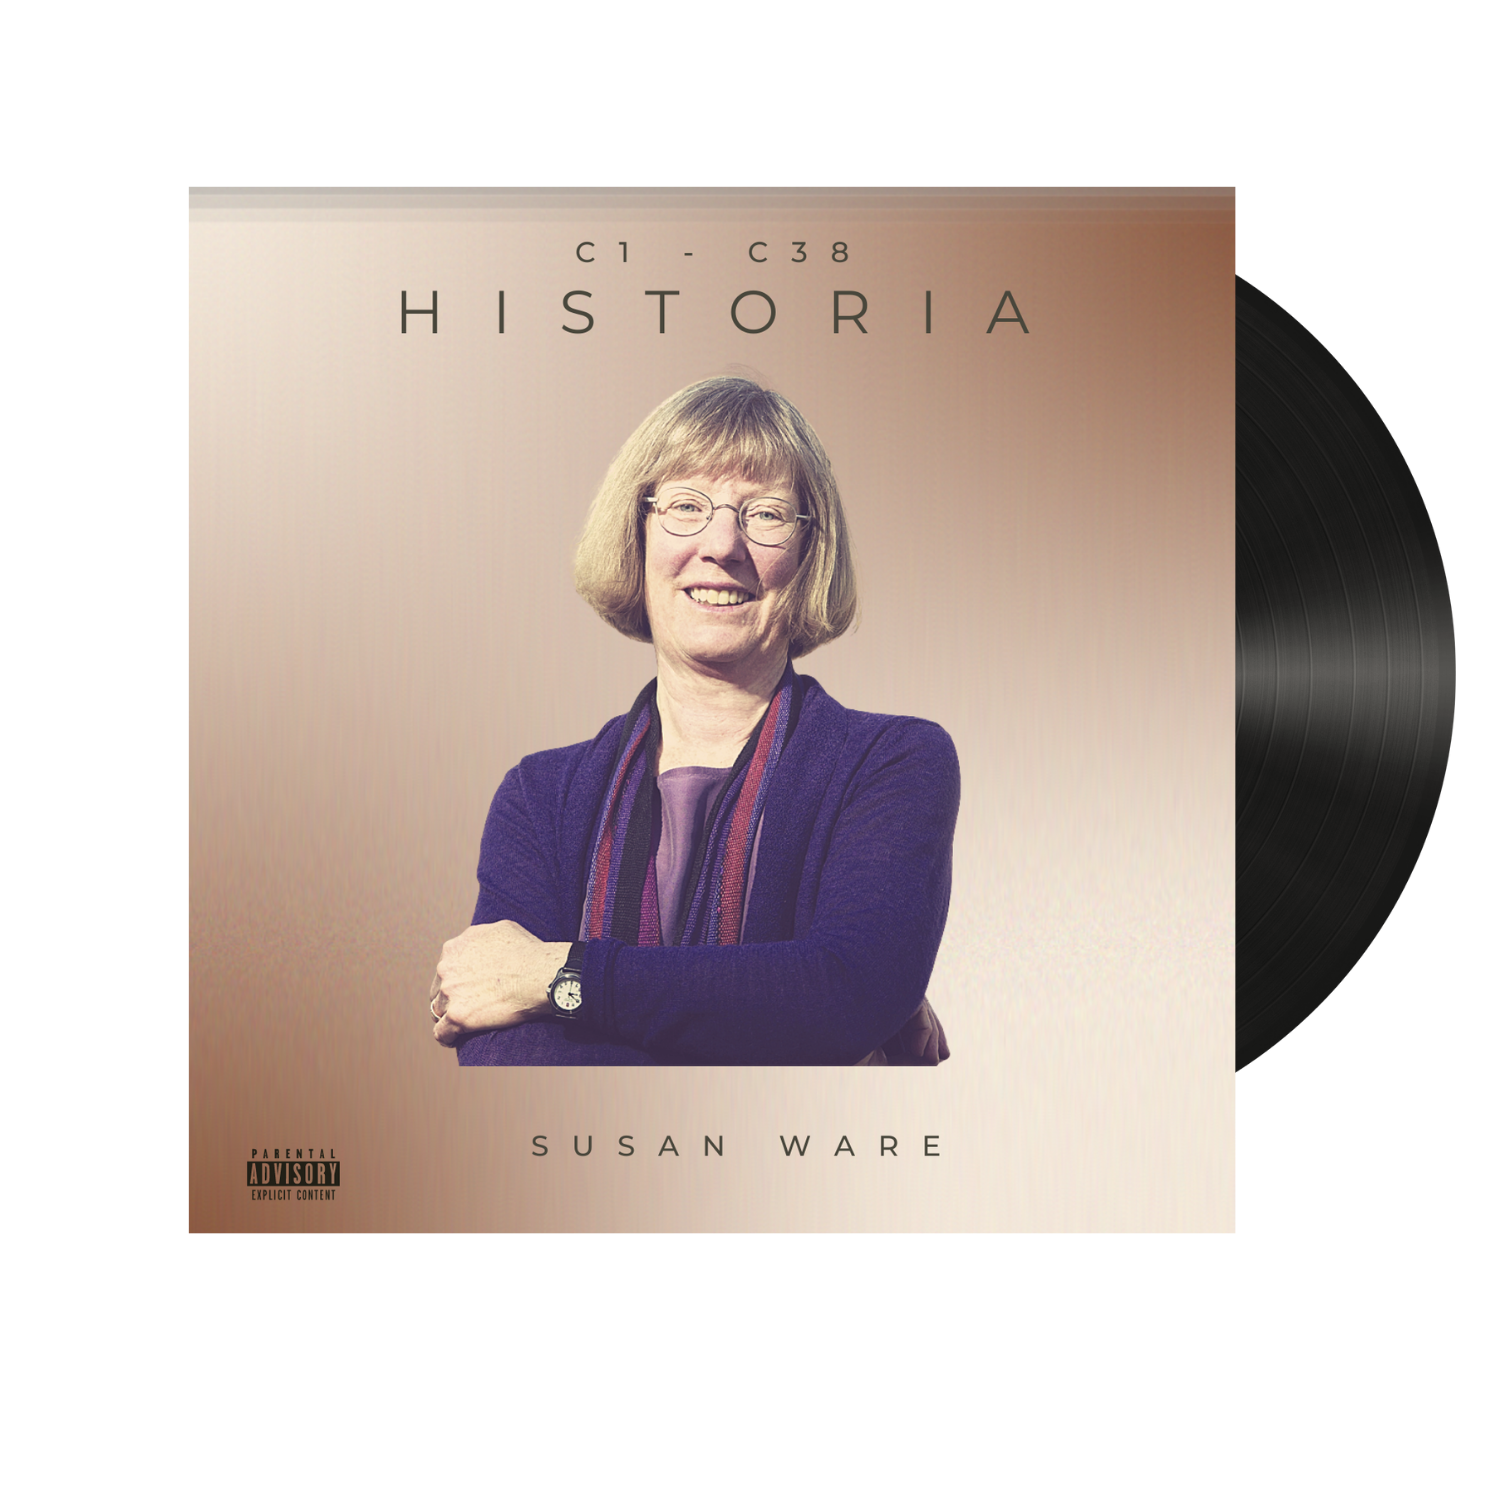 C1 - C38
HISTORIA
SUSAN WARE
PARENTAL
ADVISORY
EXPLICIT CONTENT